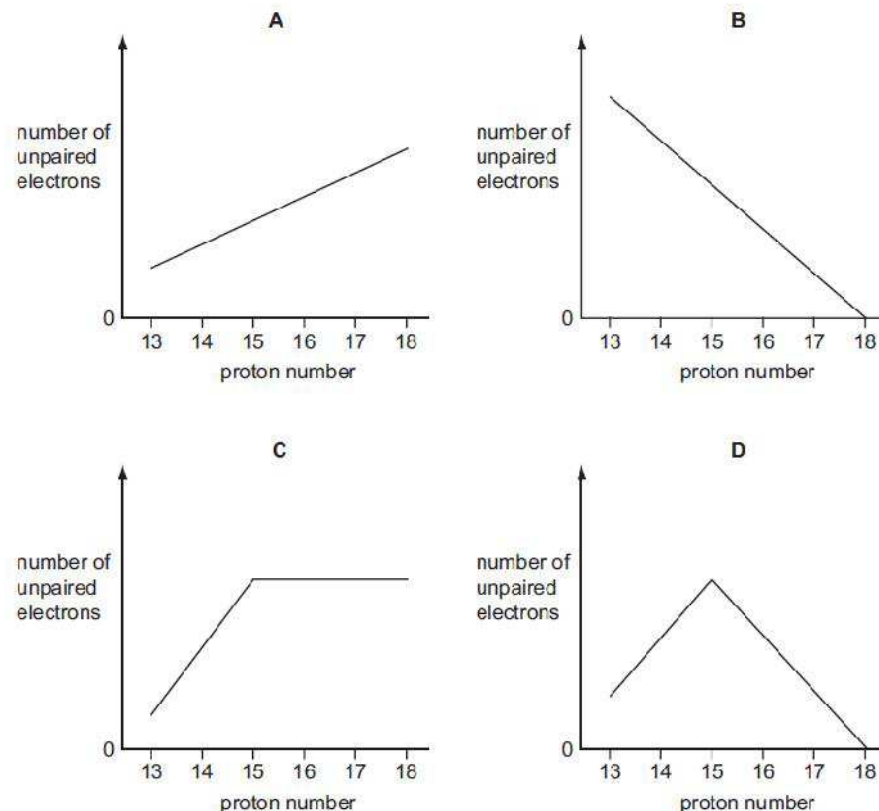 A
number of
unpaired
electrons
0
13 14 15 16 17 18
proton number
B
number of
unpaired
electrons
0
13 14 15 16 17 18
proton number
C
number of
unpaired
electrons
0
13 14 15 16 17 18
proton number
D
number of
unpaired
electrons
0
13 14 15 16 17 18
proton number